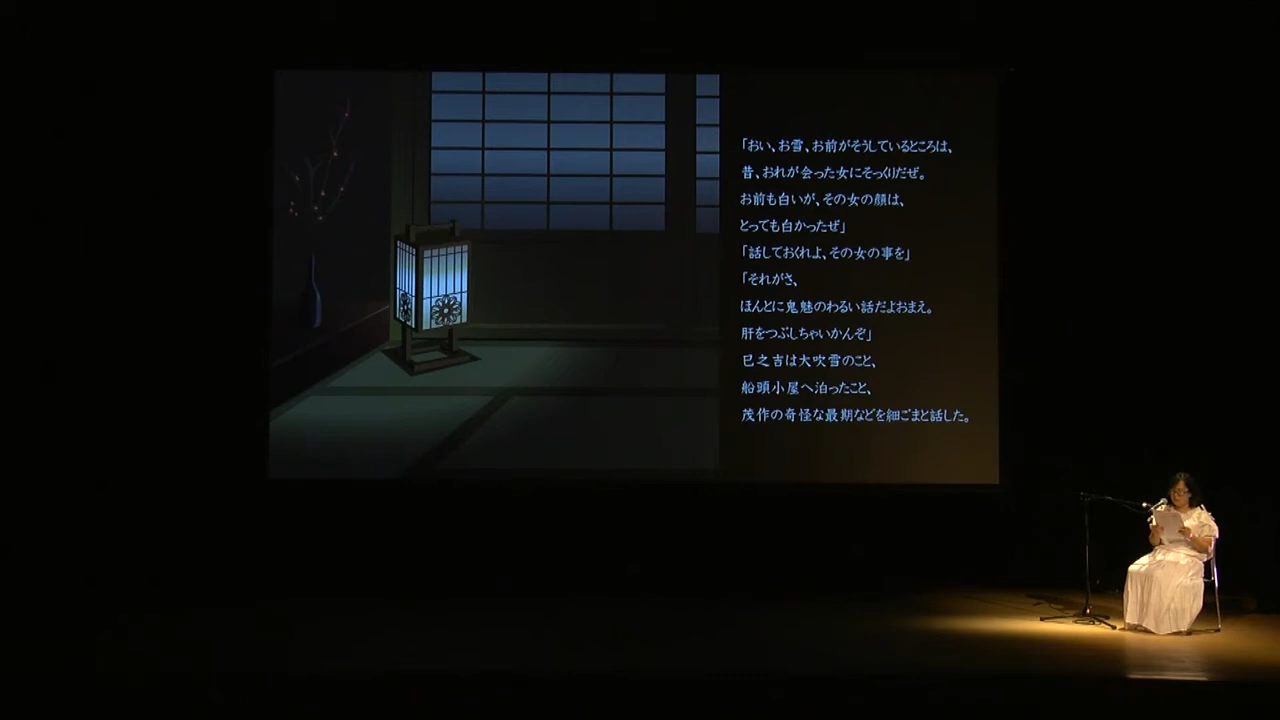 「おい、お雪、お前がそうしているところは、
昔、おれが会った女にそっくりだぜ。
お前も白いが、その女の顔は、
とっても白かったぜ」
「話しておくれよ、その女の事を」
「それがさ、
ほんとに鬼魅のわるい話だよおまえ。
肝をつぶしちゃいかんぞ」
巳之吉は大吹雪のこと、
船頭小屋へ泊ったこと、
茂作の奇怪な最期などを細ごまと話した。